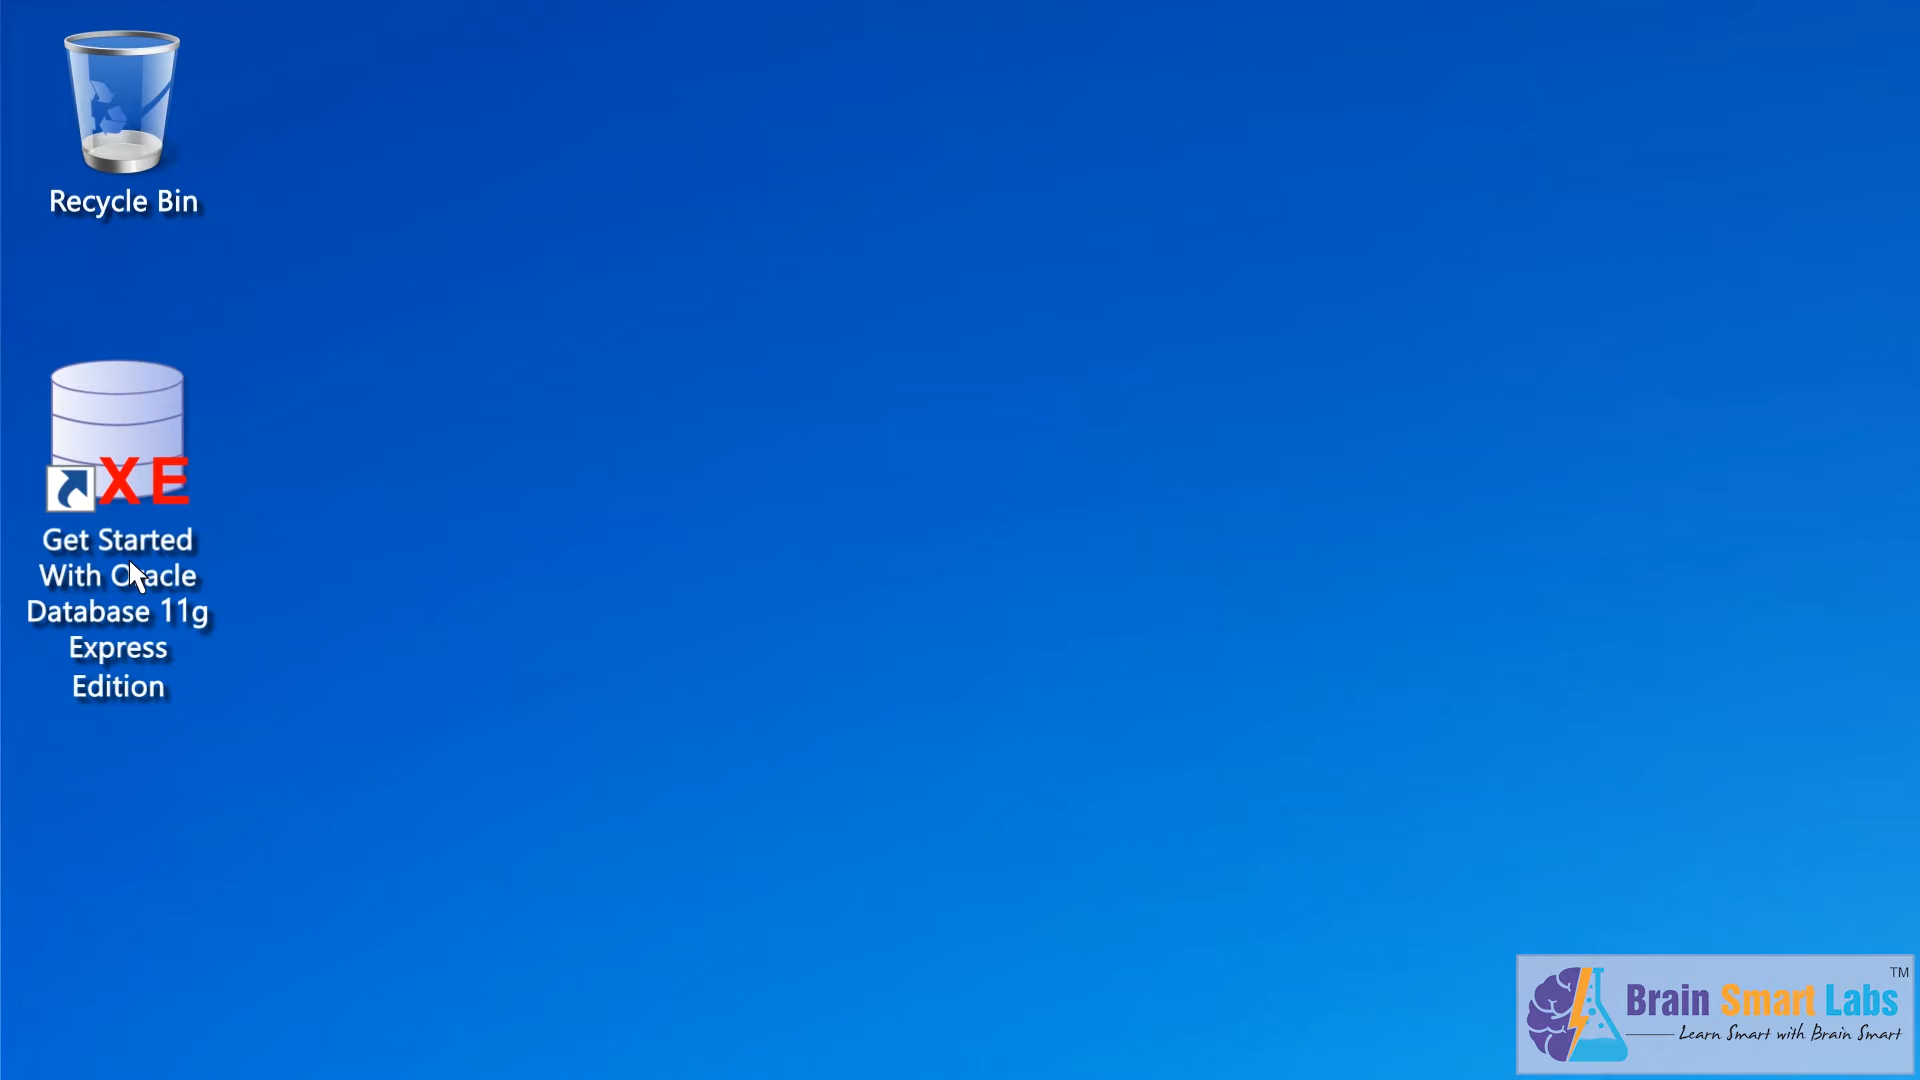 Recycle Bin
XE
Get Started
With Oracle
Database 11g
Express
Edition
TM
Brain Smart Labs
Learn Smart with Brain Smart